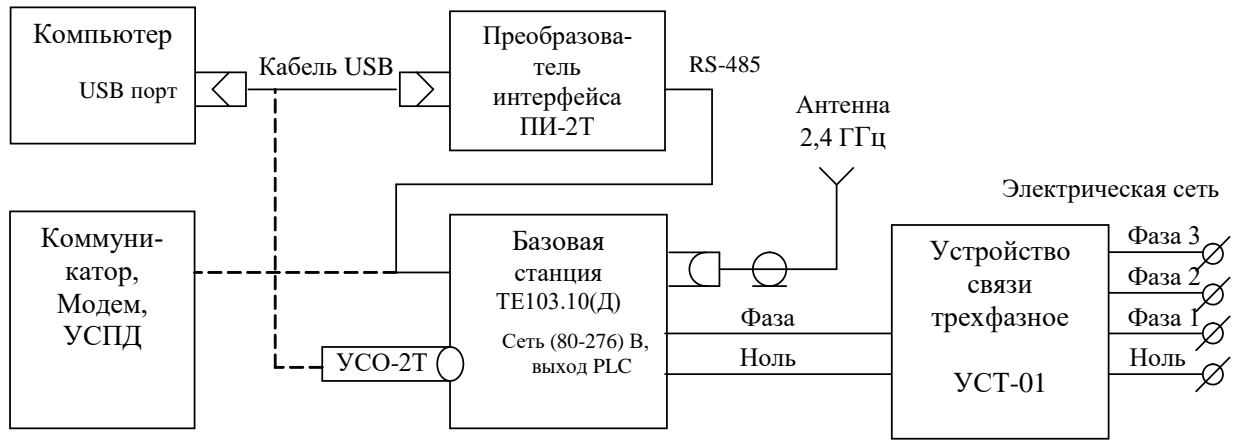 Компьютер
USB порт
Кабель USB
Преобразова-
тель
интерфейса
ПИ-2Т
RS-485
Антенна
2,4 ГГц
Электрическая сеть
Коммуни-
катор,
Модем,
УСПД
УСО-2Т
Базовая
станция
ТЕ103.10(Д)
Сеть (80-276) В,
выход PLC
Фаза
Ноль
Устройство
связи
трехфазное
УСТ-01
Фаза 3
Фаза 2
Фаза 1
Ноль